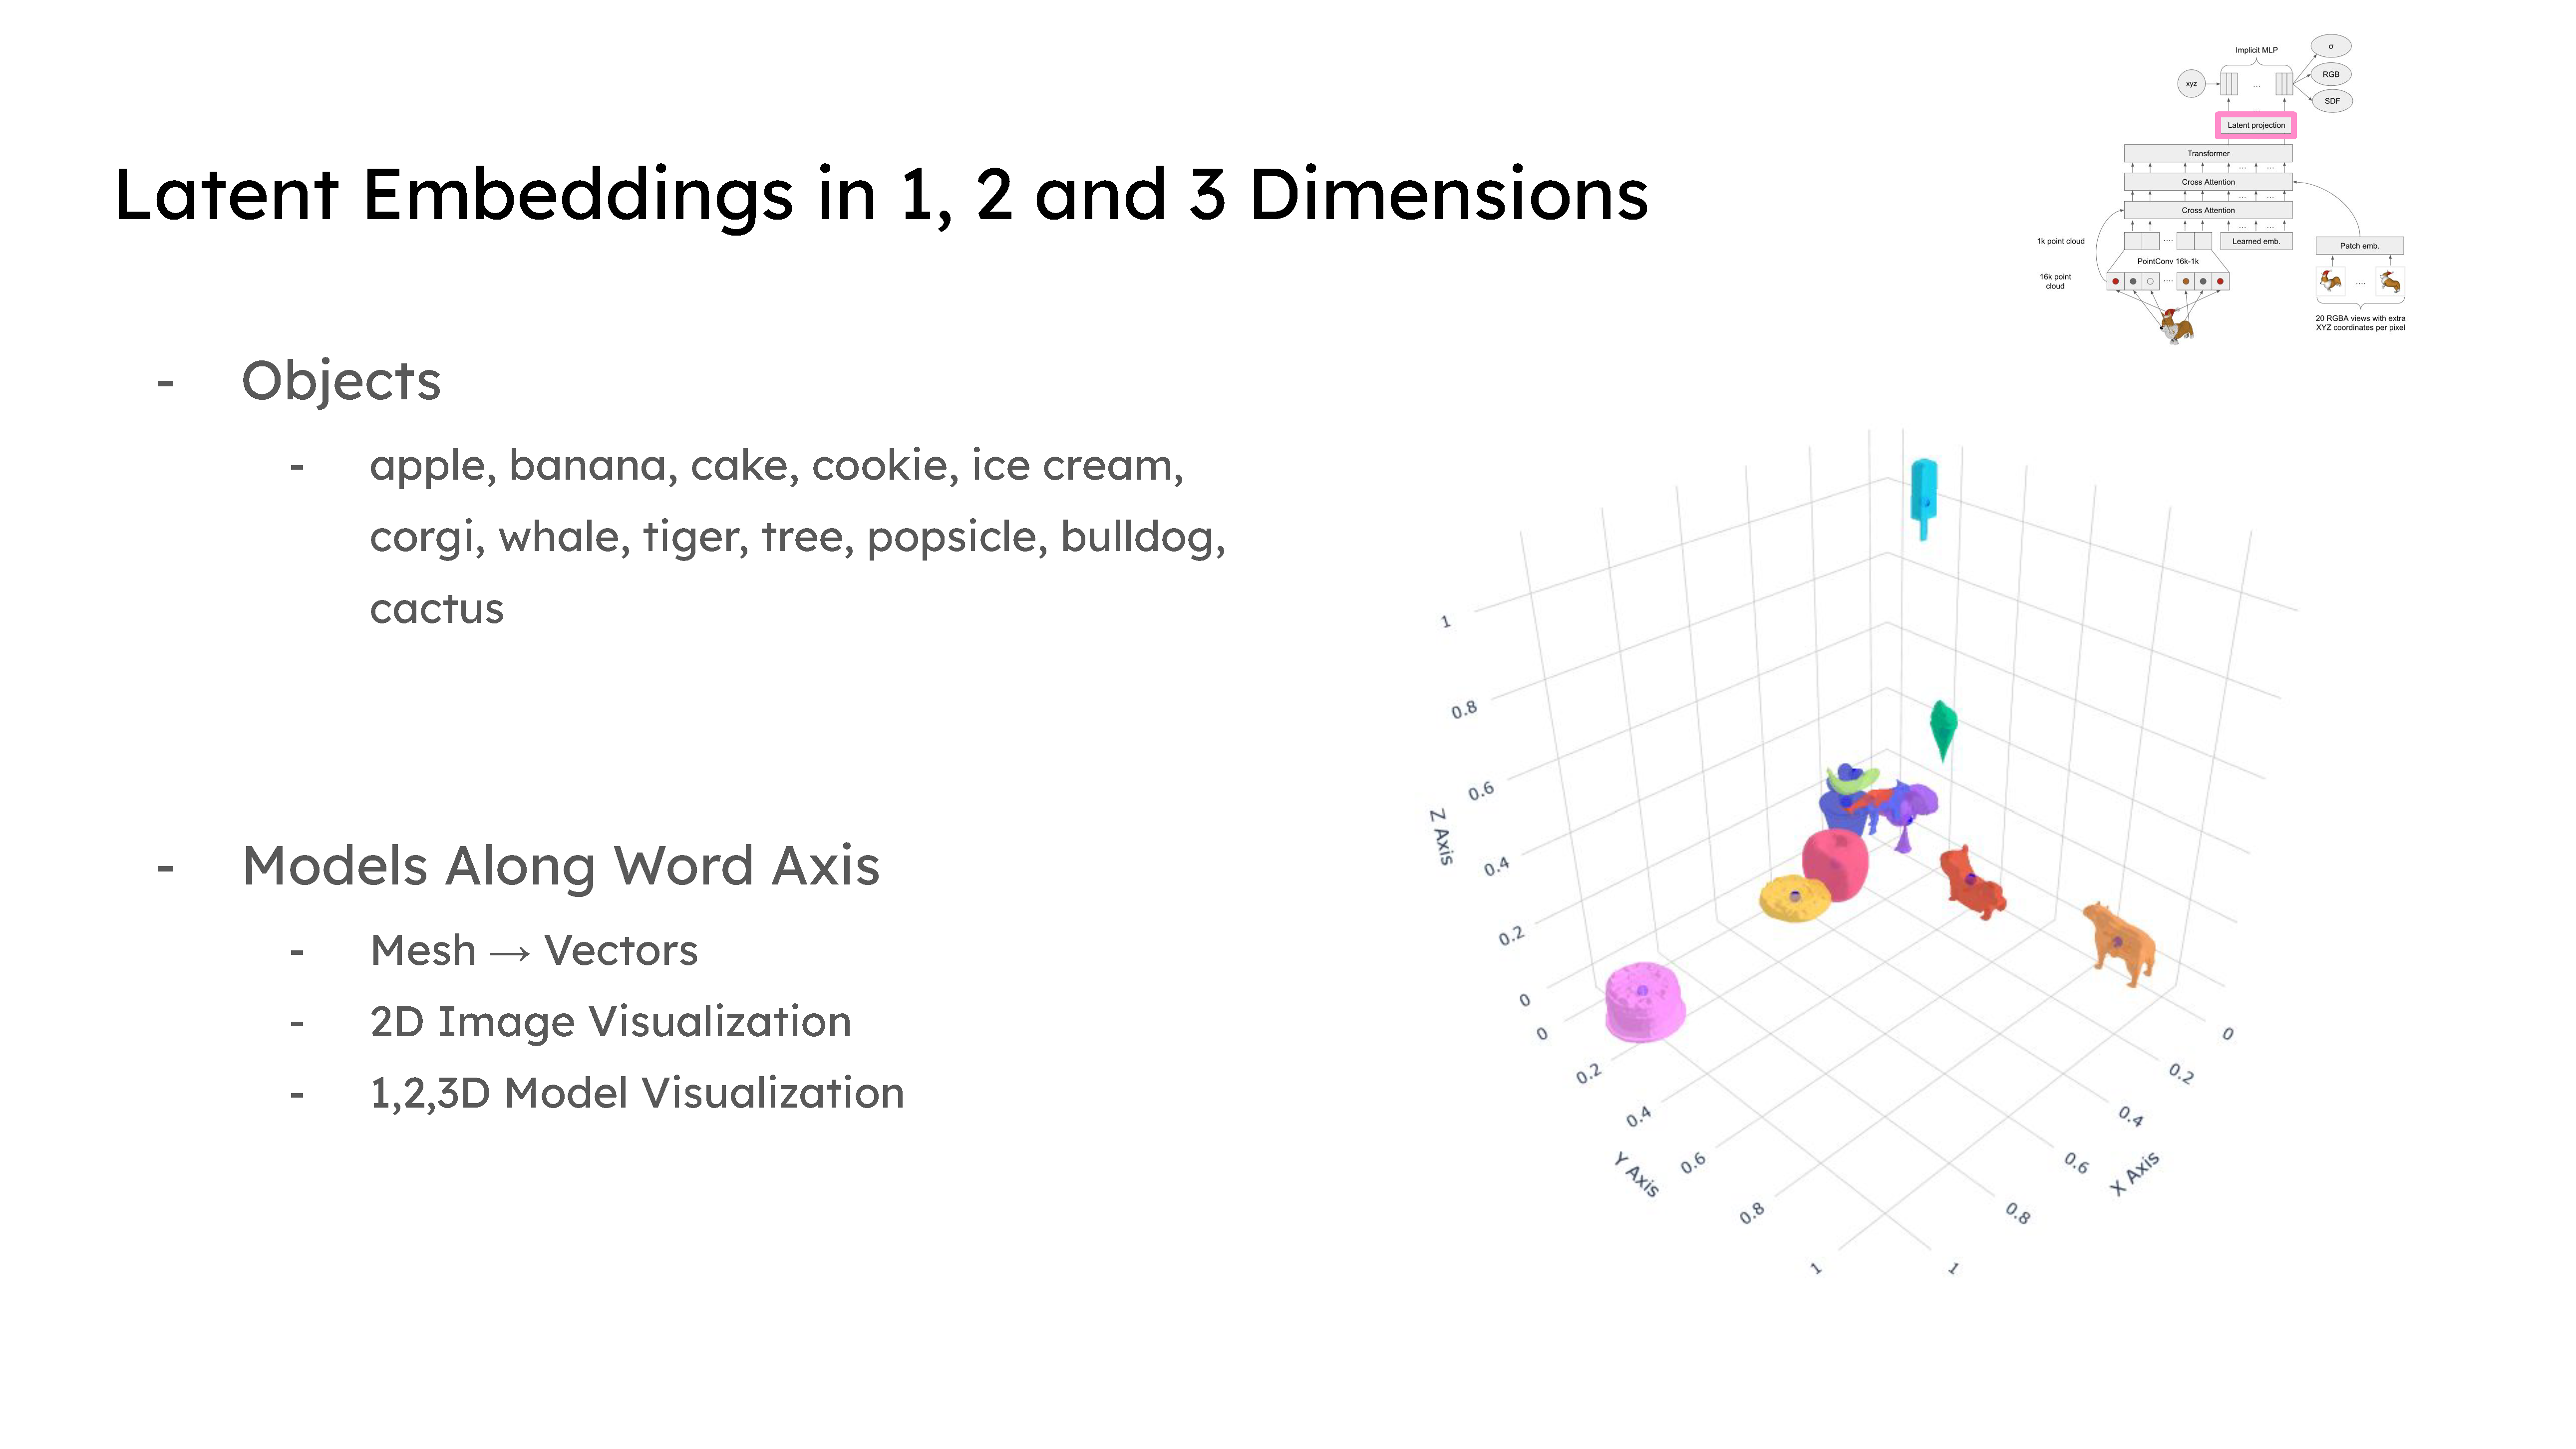 Latent Embeddings in 1, 2 and 3 Dimensions
- Objects
- apple, banana, cake, cookie, ice cream,
corgi, whale, tiger, tree, popsicle, bulldog,
cactus
- Models Along Word Axis
- Mesh → Vectors
- 2D Image Visualization
- 1,2,3D Model Visualization
Implicit MLP
σ
xyz
...
RGB
SDF
...
Latent projection
Transformer
... ...
Cross Attention
... ...
Cross Attention
... ...
1k point cloud
....
Learned emb.
Patch emb.
PointConv 16k-1k
16k point
cloud
....
....
20 RGBA views with extra
XYZ coordinates per pixel
1
0.8
0.6
0.4
0.2
0
Z Axis
0
0.2
0.4
0.6
0.8
1
Y Axis
0
0.2
0.4
0.6
0.8
1
X Axis